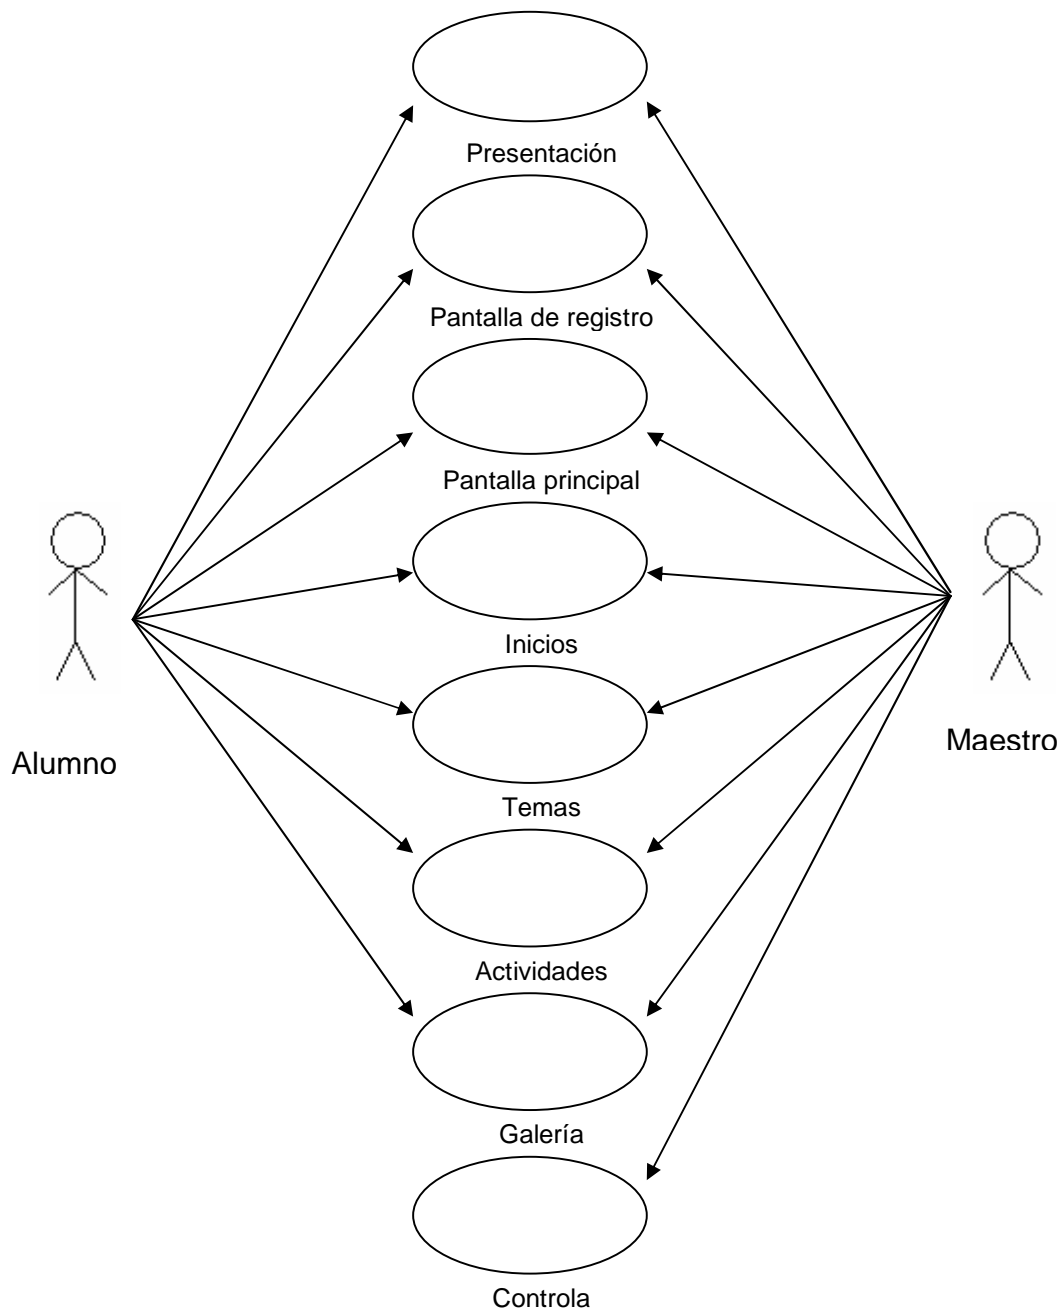 Presentación
Pantalla de registro
Pantalla principal
Inicios
Maestro
Alumno
Temas
Actividades
Galería
Controla